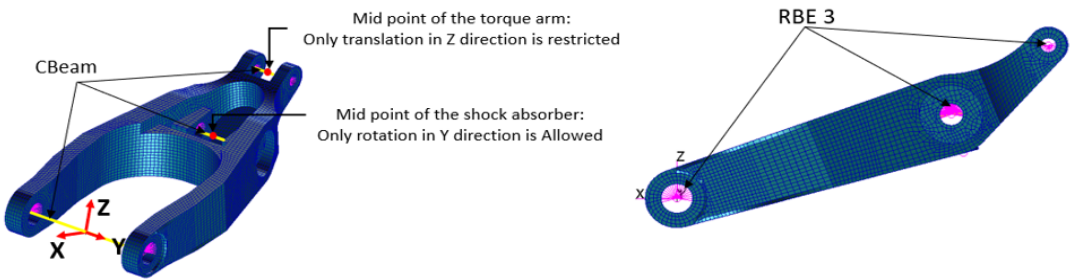 Mid point of the torque arm:
Only translation in Z direction is restricted
CBeam
Mid point of the shock absorber:
Only rotation in Y direction is Allowed
Z
X
Y
RBE 3
Z
X
Y